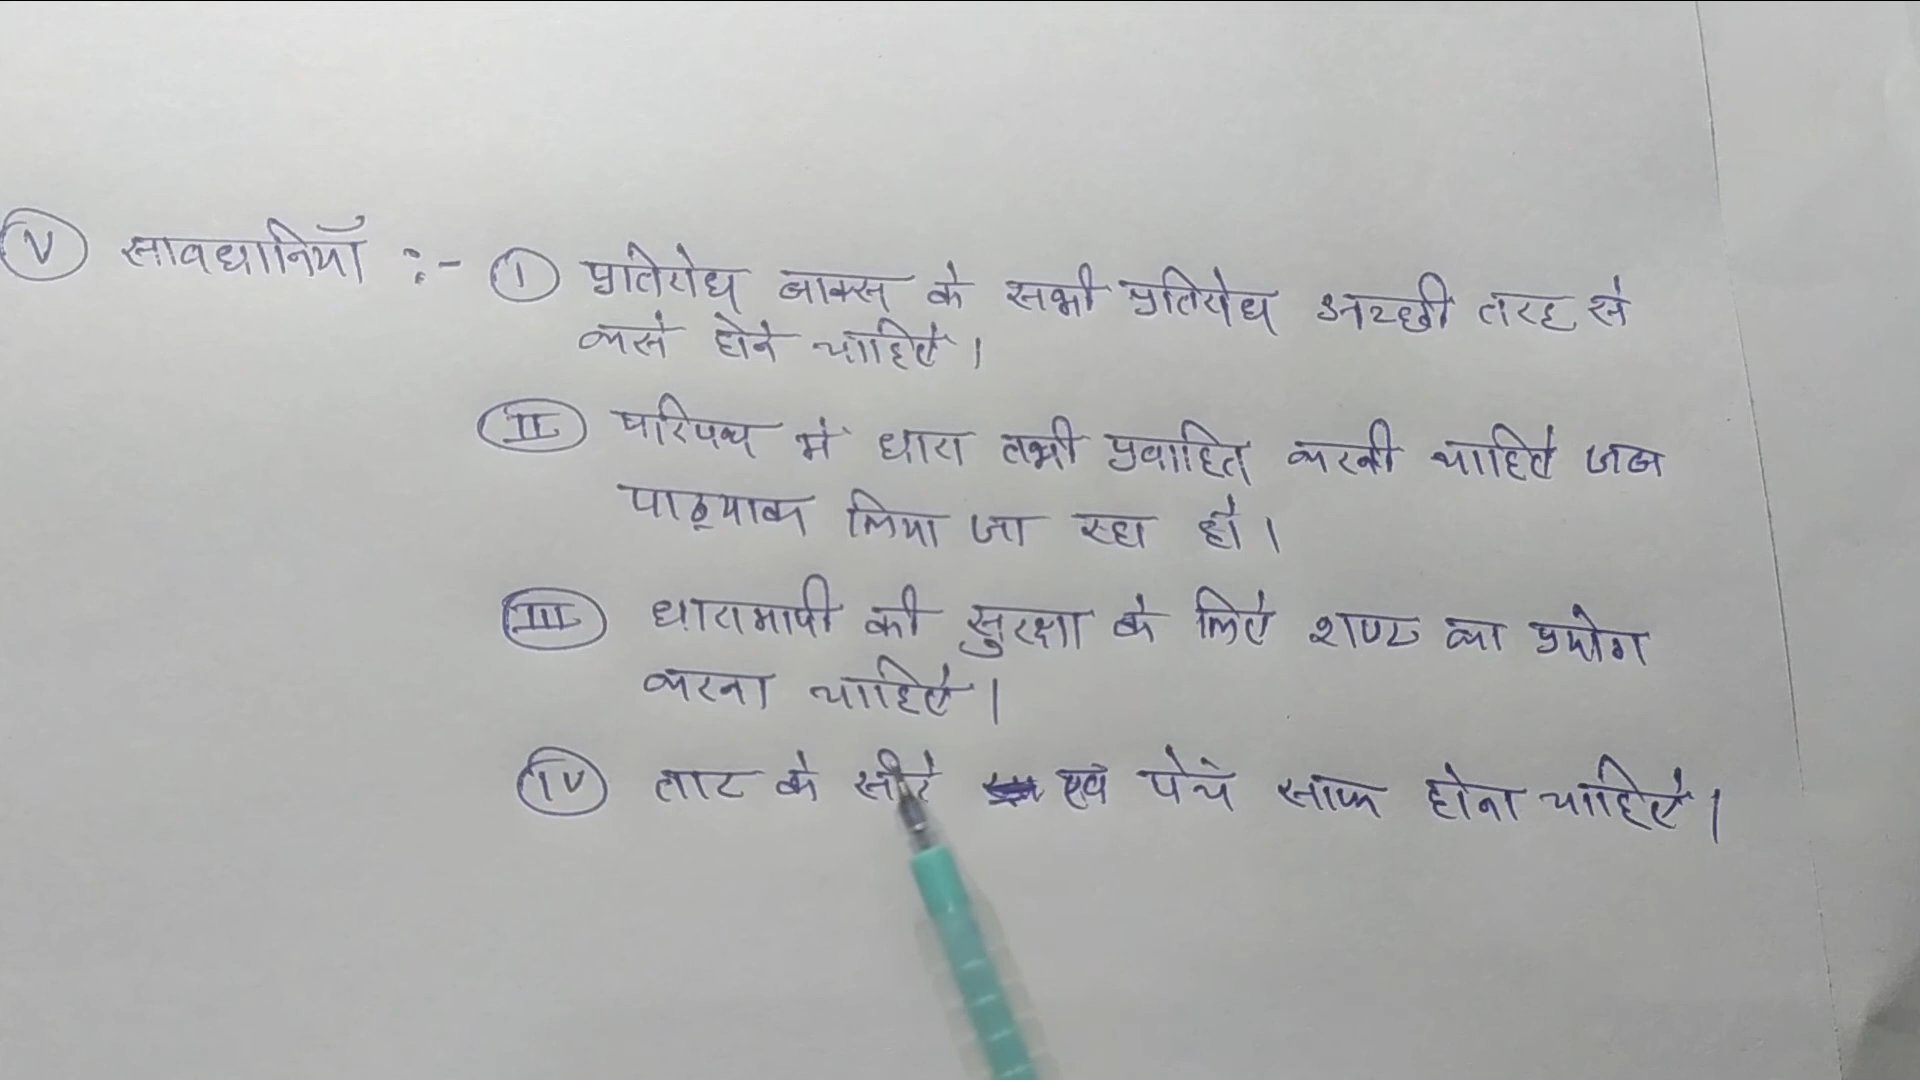 V सावधानियाँ :- I प्रतिरोध बाक्स के सभी प्रतिरोध अच्छी तरह से
कसे होने चाहिऐ।
II परिपथ में धारा तभी प्रवाहित करनी चाहिऐ जब
पाठ्याक लिया जा रहा हो।
III धारामापी की सुरक्षा के लिऐ शण्ट का प्रयोग
करना चाहिऐ।
IV तार के सीरे एवं पेंच साफ होना चाहिऐ।